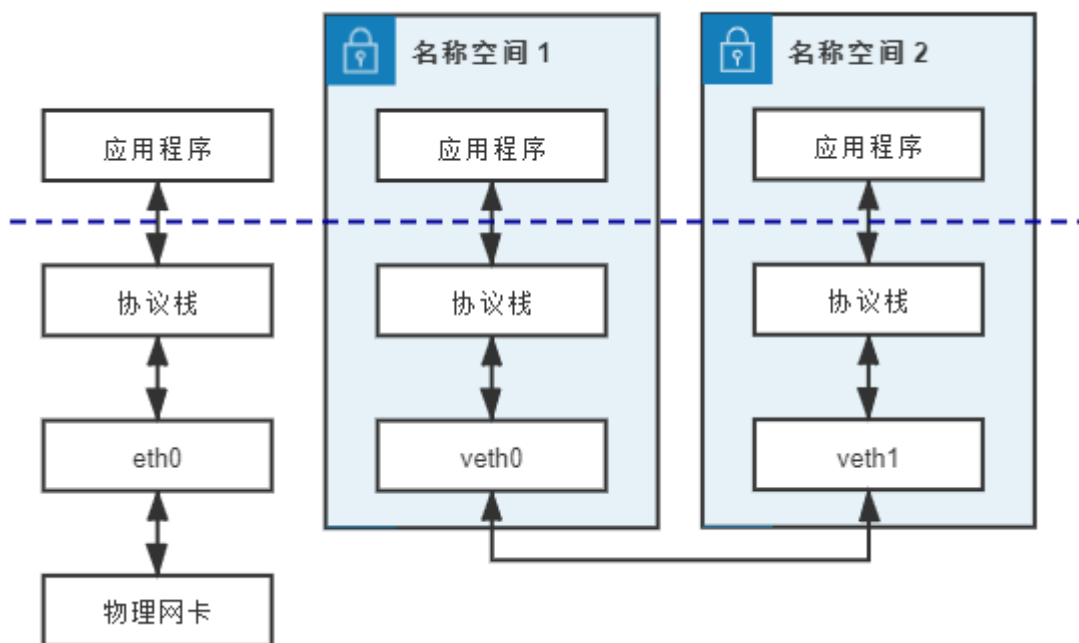 名称空间 1
名称空间 2
应用程序
应用程序
应用程序
协议栈
协议栈
协议栈
eth0
veth0
veth1
物理网卡